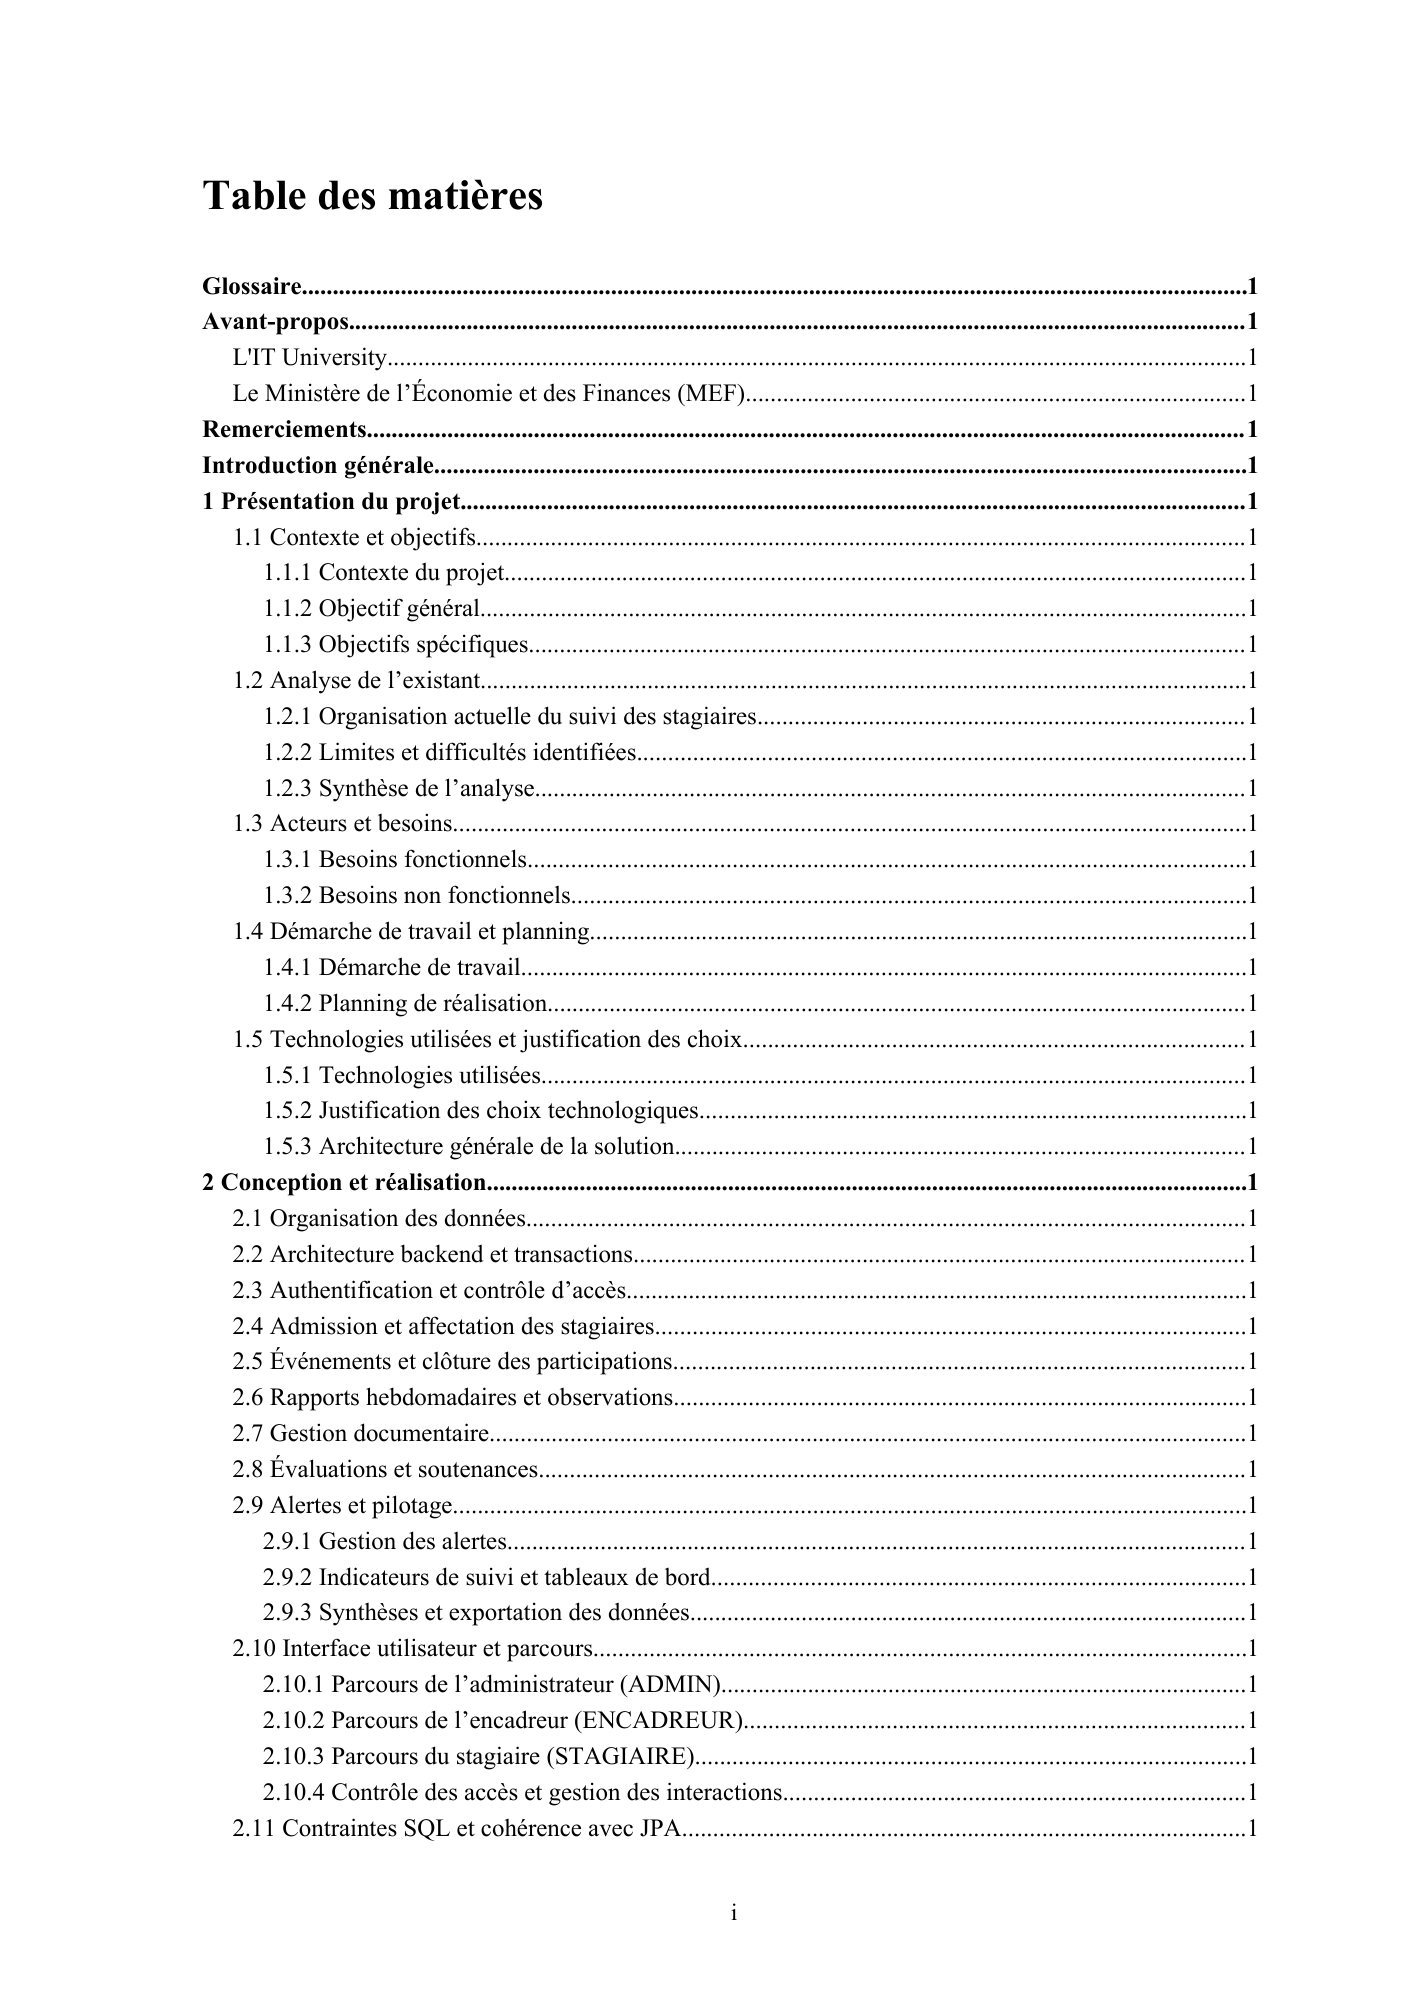 Table des matières
Glossaire....................1
Avant-propos....................1
L'IT University....................1
Le Ministère de l’Économie et des Finances (MEF)....................1
Remerciements....................1
Introduction générale....................1
1 Présentation du projet....................1
1.1 Contexte et objectifs....................1
1.1.1 Contexte du projet....................1
1.1.2 Objectif général....................1
1.1.3 Objectifs spécifiques....................1
1.2 Analyse de l’existant....................1
1.2.1 Organisation actuelle du suivi des stagiaires....................1
1.2.2 Limites et difficultés identifiées....................1
1.2.3 Synthèse de l’analyse....................1
1.3 Acteurs et besoins....................1
1.3.1 Besoins fonctionnels....................1
1.3.2 Besoins non fonctionnels....................1
1.4 Démarche de travail et planning....................1
1.4.1 Démarche de travail....................1
1.4.2 Planning de réalisation....................1
1.5 Technologies utilisées et justification des choix....................1
1.5.1 Technologies utilisées....................1
1.5.2 Justification des choix technologiques....................1
1.5.3 Architecture générale de la solution....................1
2 Conception et réalisation....................1
2.1 Organisation des données....................1
2.2 Architecture backend et transactions....................1
2.3 Authentification et contrôle d’accès....................1
2.4 Admission et affectation des stagiaires....................1
2.5 Événements et clôture des participations....................1
2.6 Rapports hebdomadaires et observations....................1
2.7 Gestion documentaire....................1
2.8 Évaluations et soutenances....................1
2.9 Alertes et pilotage....................1
2.9.1 Gestion des alertes....................1
2.9.2 Indicateurs de suivi et tableaux de bord....................1
2.9.3 Synthèses et exportation des données....................1
2.10 Interface utilisateur et parcours....................1
2.10.1 Parcours de l’administrateur (ADMIN)....................1
2.10.2 Parcours de l’encadreur (ENCADREUR)....................1
2.10.3 Parcours du stagiaire (STAGIAIRE)....................1
2.10.4 Contrôle des accès et gestion des interactions....................1
2.11 Contraintes SQL et cohérence avec JPA....................1
i